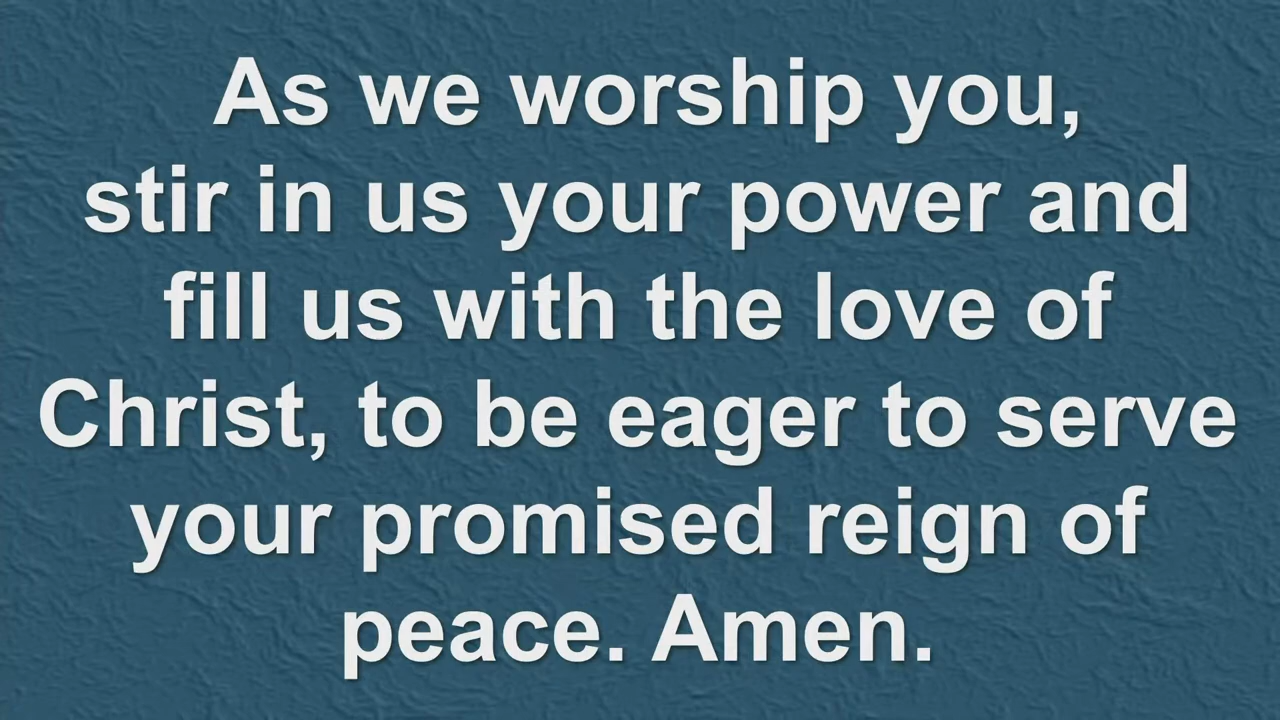 As we worship you,
stir in us your power and
fill us with the love of
Christ, to be eager to serve
your promised reign of
peace. Amen.